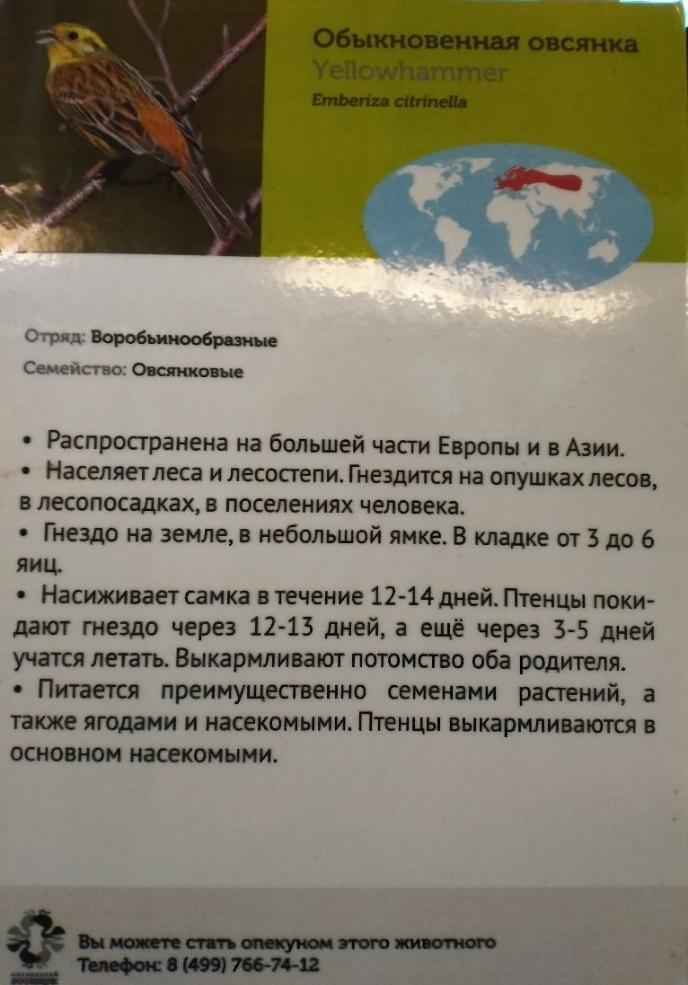 Обыкновенная овсянка
Yellowhammer
Emberiza citrinella
Отряд: Воробьинообразные
Семейство: Овсянковые
• Распространена на большей части Европы и в Азии.
• Населяет леса и лесостепи. Гнездится на опушках лесов,
в лесопосадках, в поселениях человека.
• Гнездо на земле, в небольшой ямке. В кладке от 3 до 6
яиц.
• Насиживает самка в течение 12-14 дней. Птенцы поки-
дают гнездо через 12-13 дней, а ещё через 3-5 дней
учатся летать. Выкармливают потомство оба родителя.
• Питается преимущественно семенами растений, а
также ягодами и насекомыми. Птенцы выкармливаются в
основном насекомыми.
Вы можете стать опекуном этого животного
Телефон: 8 (499) 766-74-12